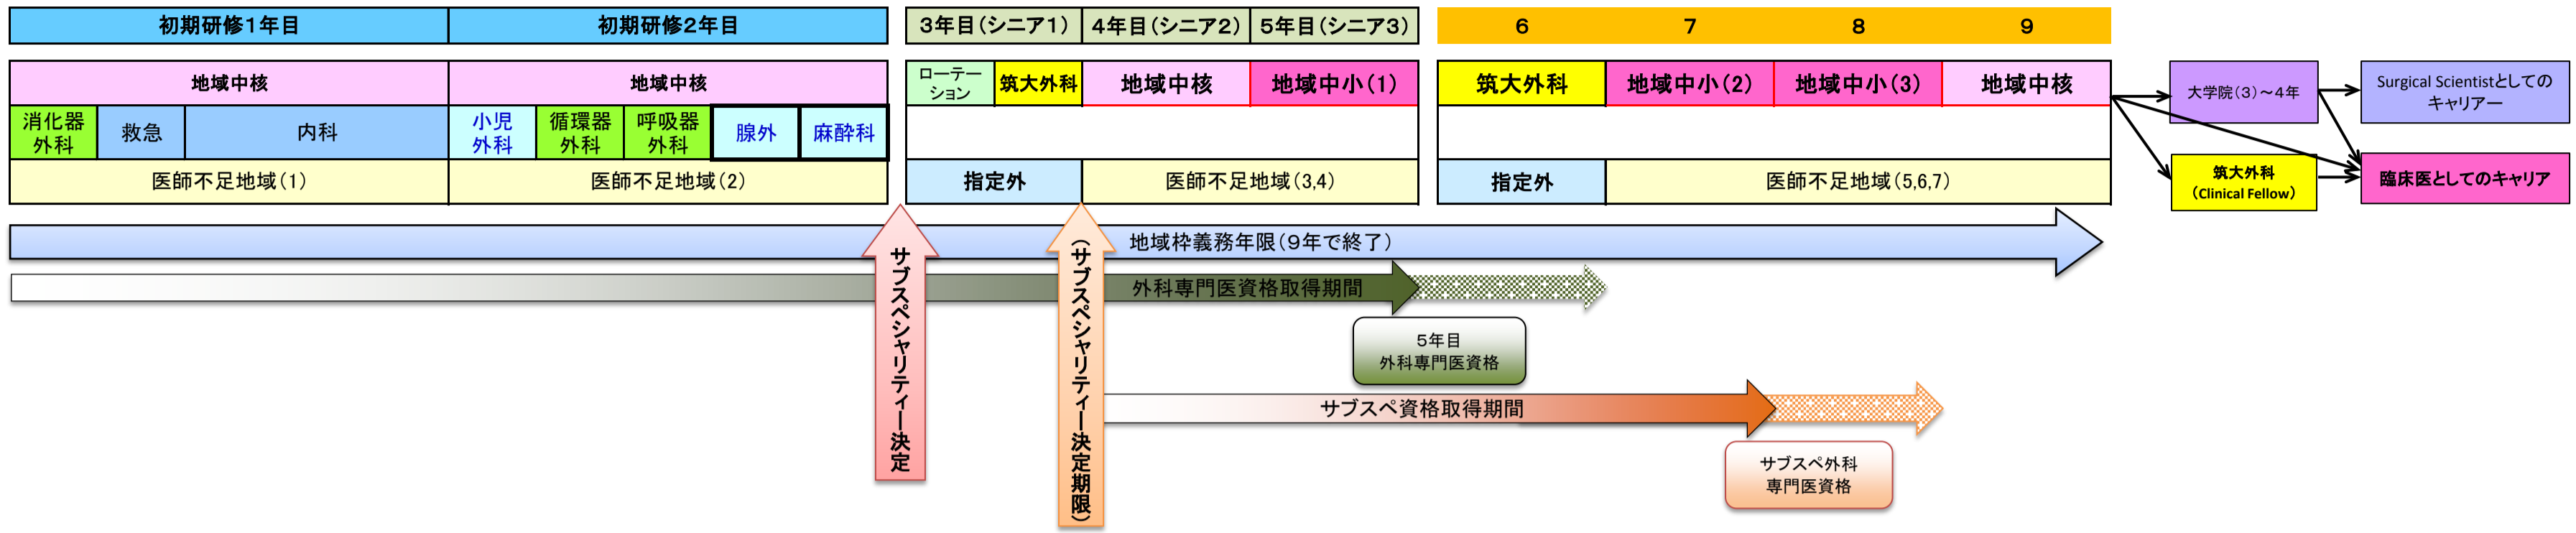 初期研修1年目
初期研修2年目
3年目(シニア1)
4年目(シニア2)
5年目(シニア3)
6
7
8
9
地域中核
地域中核
ローテー
ション
筑大外科
地域中核
地域中小(1)
筑大外科
地域中小(2)
地域中小(3)
地域中核
消化器
外科
救急
内科
小児
外科
循環器
外科
呼吸器
外科
腺外
麻酔科
医師不足地域(1)
医師不足地域(2)
指定外
医師不足地域(3,4)
指定外
医師不足地域(5,6,7)
大学院(3)~4年
Surgical Scientistとしての
キャリアー
筑大外科
(Clinical Fellow)
臨床医としてのキャリア
地域枠義務年限(9年で終了)
外科専門医資格取得期間
サブスペシャリティー決定
(サブスペシャリティー決定期限)
5年目
外科専門医資格
サブスペ資格取得期間
サブスペ外科
専門医資格